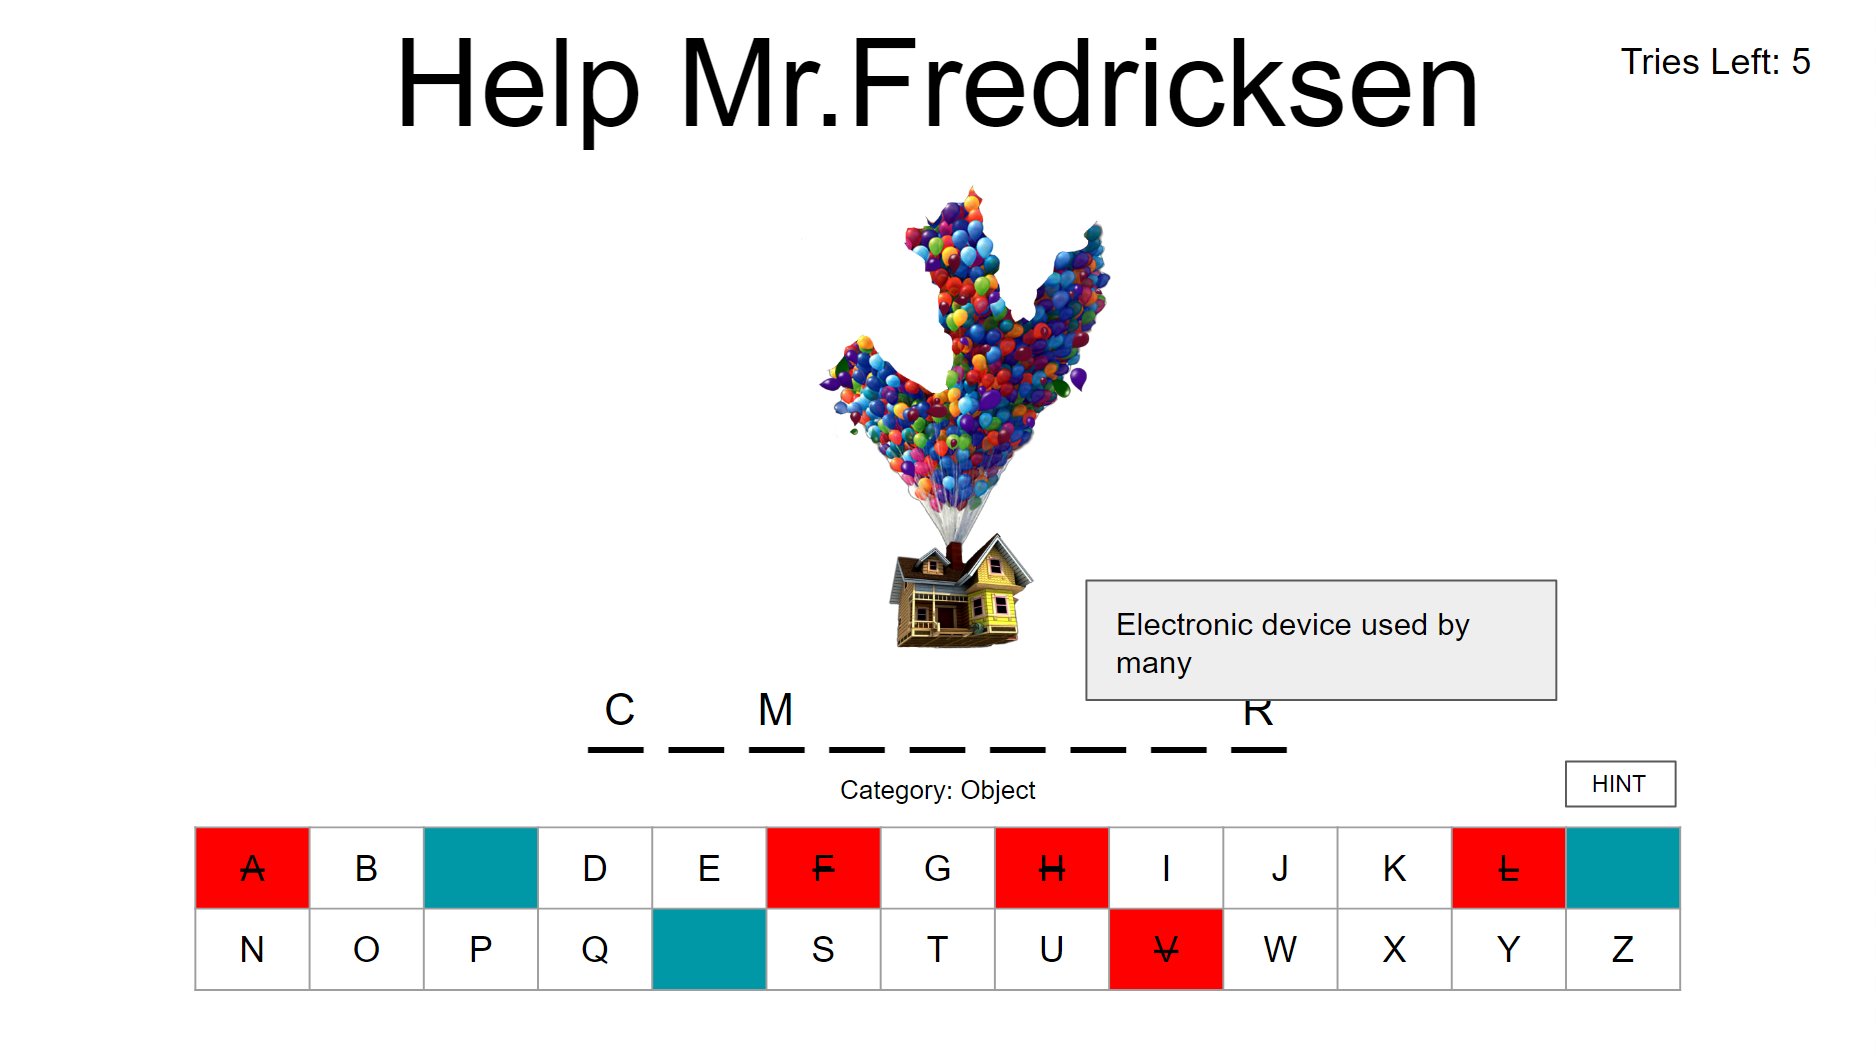 Help Mr.Fredricksen
Tries Left: 5
Electronic device used by
many
C M R
Category: Object
HINT
A B D E F G H I J K L
N O P Q S T U V W X Y Z